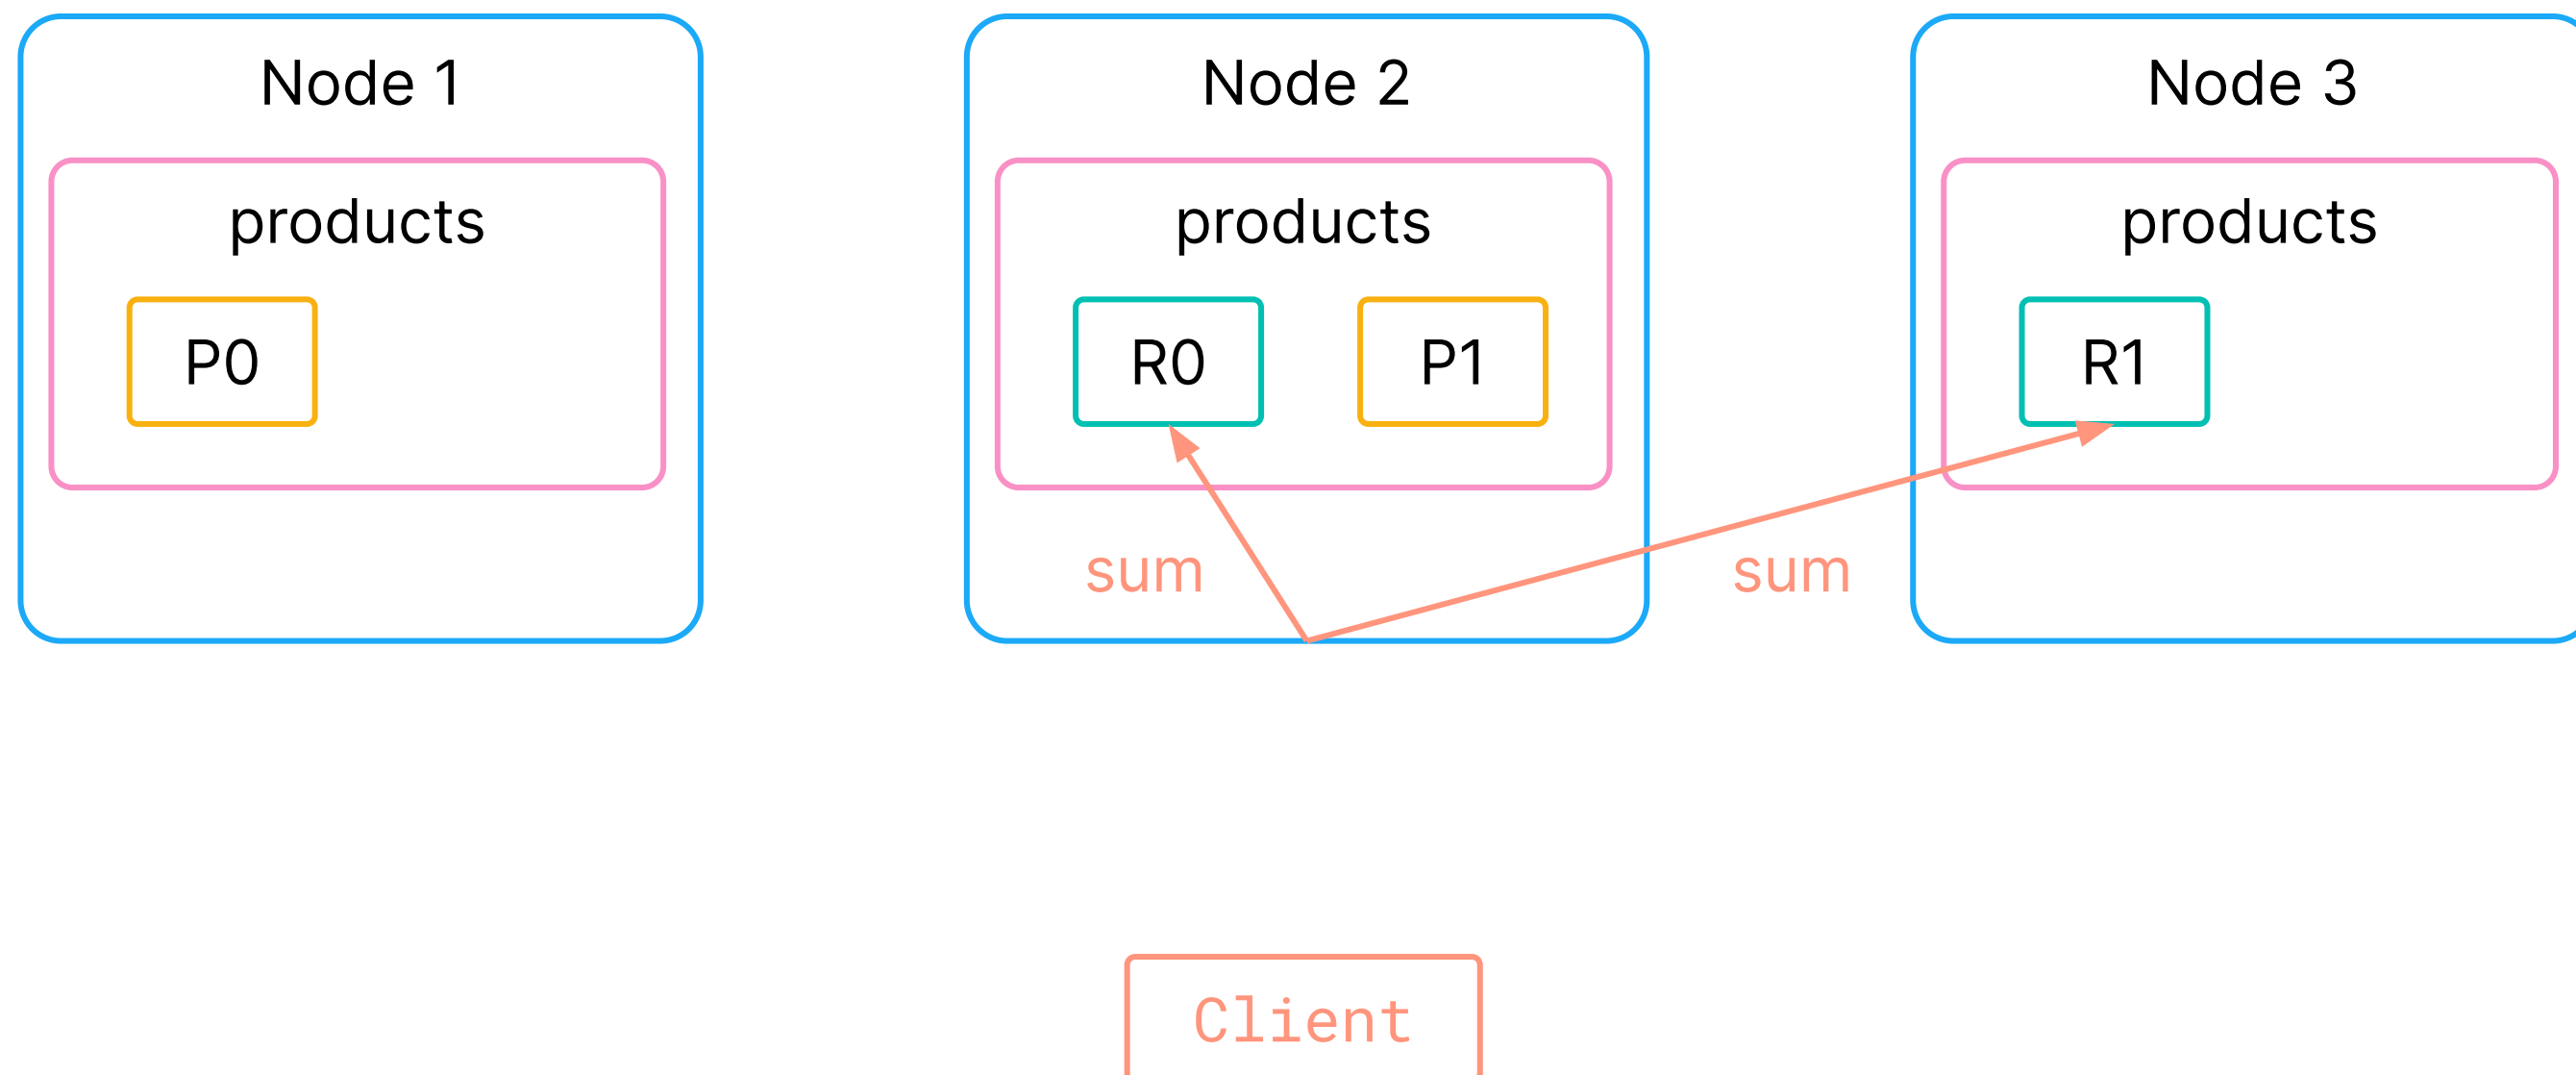 Node 1
products
P0
Node 2
products
R0
P1
sum
Node 3
products
R1
sum
Client